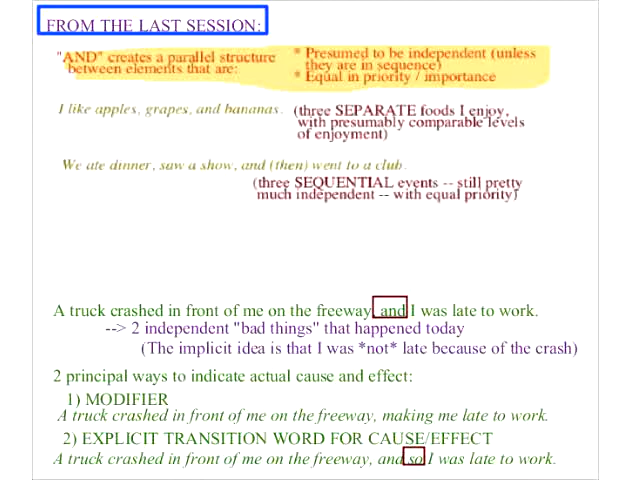 FROM THE LAST SESSION:
"AND" creates a parallel structure
between elements that are:
* Presumed to be independent (unless
they are in sequence)
* Equal in priority / importance
I like apples, grapes, and bananas.
(three SEPARATE foods I enjoy,
with presumably comparable levels
of enjoyment)
We ate dinner, saw a show, and (then) went to a club.
(three SEQUENTIAL events -- still pretty
much independent -- with equal priority)
A truck crashed in front of me on the freeway, and I was late to work.
--> 2 independent "bad things" that happened today
(The implicit idea is that I was *not* late because of the crash)
2 principal ways to indicate actual cause and effect:
1) MODIFIER
A truck crashed in front of me on the freeway, making me late to work.
2) EXPLICIT TRANSITION WORD FOR CAUSE/EFFECT
A truck crashed in front of me on the freeway, and so I was late to work.